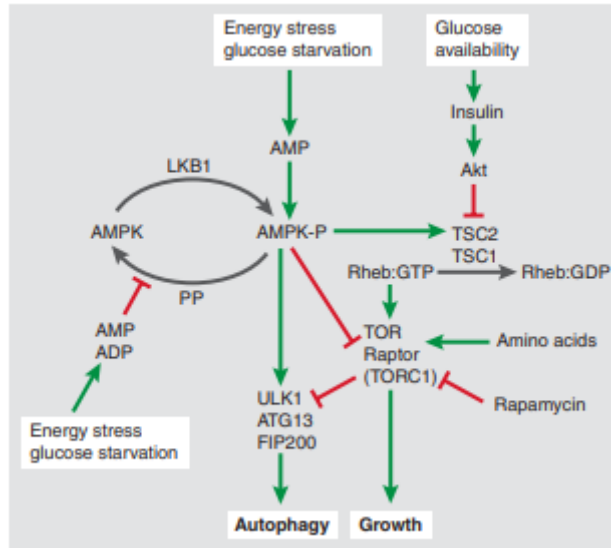 Energy stress
glucose starvation
Glucose
availability
Insulin
AMP
Akt
LKB1
AMPK
AMPK-P
TSC2
TSC1
Rheb:GTP
Rheb:GDP
PP
AMP
ADP
TOR
Raptor
(TORC1)
Amino acids
Rapamycin
ULK1
ATG13
FIP200
Energy stress
glucose starvation
Autophagy
Growth